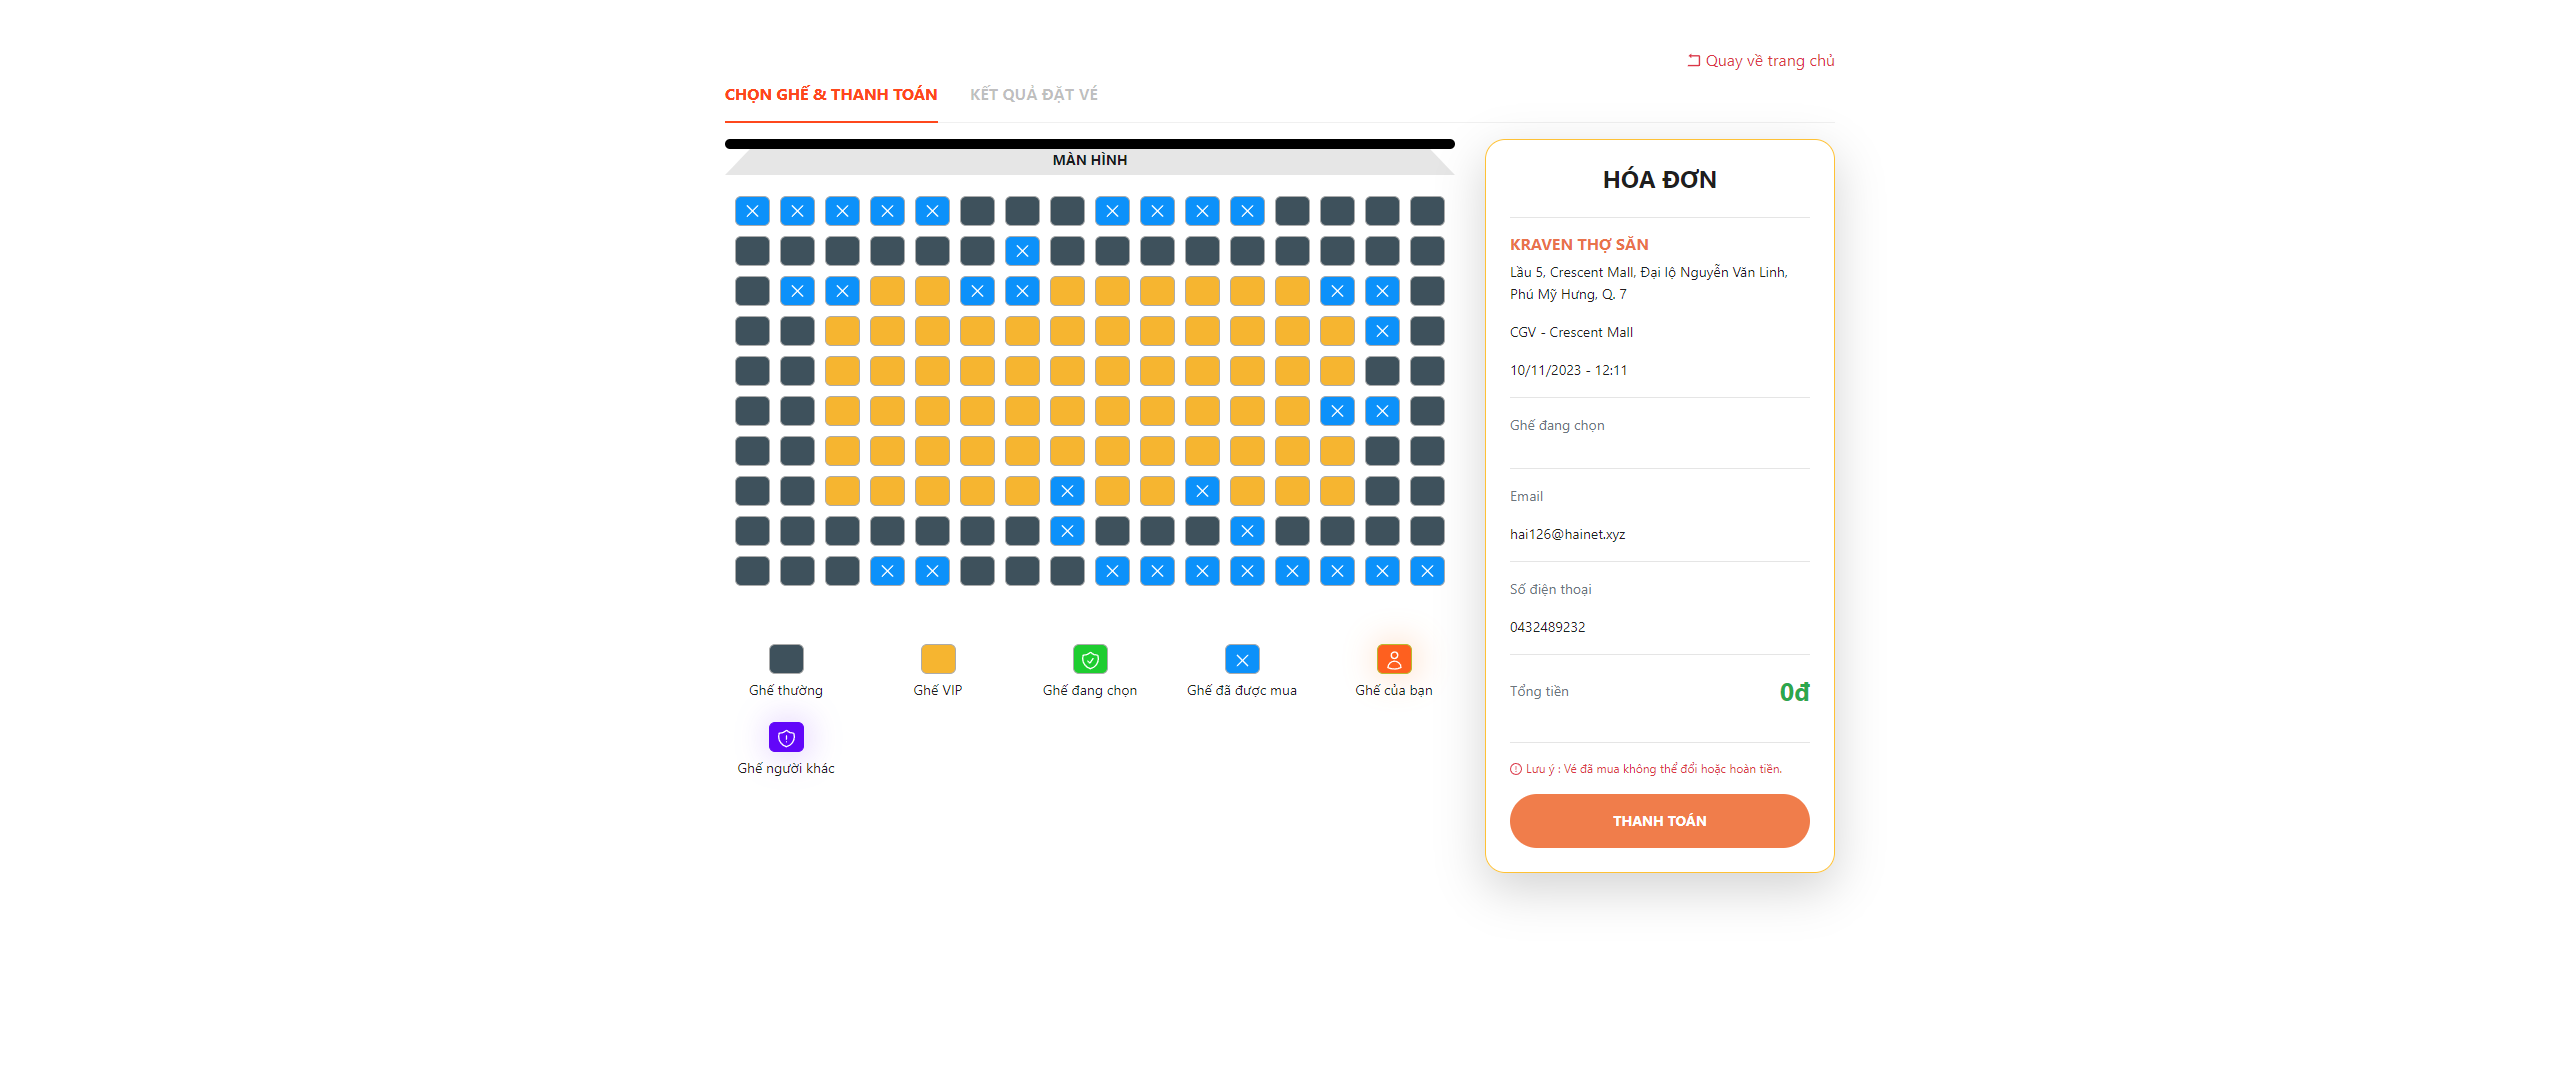 Quay về trang chủ
CHỌN GHẾ & THANH TOÁN
KẾT QUẢ ĐẶT VÉ
MÀN HÌNH
Ghế thường
Ghế VIP
Ghế đang chọn
Ghế đã được mua
Ghế của bạn
Ghế người khác
HÓA ĐƠN
KRAVEN THỢ SĂN
Lầu 5, Crescent Mall, Đại lộ Nguyễn Văn Linh,
Phú Mỹ Hưng, Q. 7
CGV - Crescent Mall
10/11/2023 - 12:11
Ghế đang chọn
Email
hai126@hainet.xyz
Số điện thoại
0432489232
Tổng tiền
0đ
Lưu ý : Vé đã mua không thể đổi hoặc hoàn tiền.
THANH TOÁN